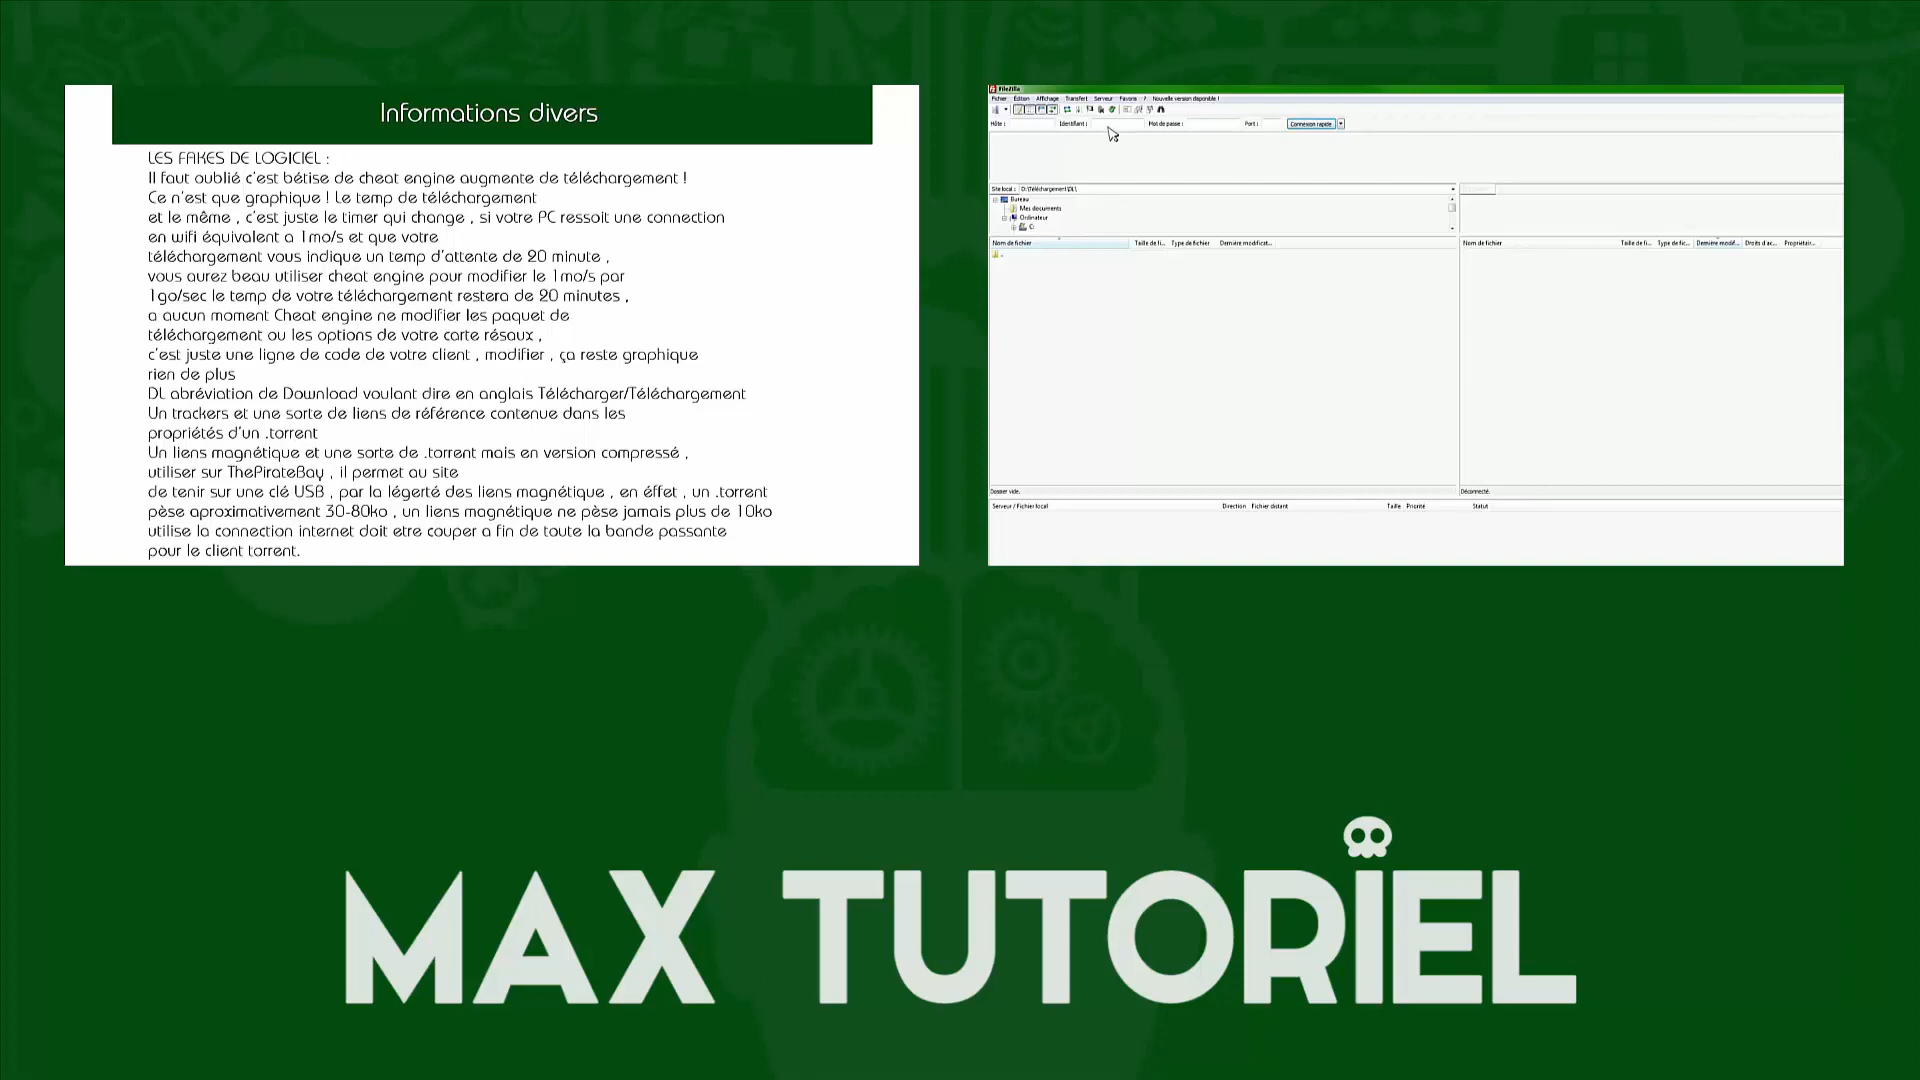 Informations divers
LES FAKES DE LOGICIEL :
Il faut oublié c'est bétise de cheat engine augmente de téléchargement !
Ce n'est que graphique ! Le temp de téléchargement
et le même , c'est juste le timer qui change , si votre PC ressoit une connection
en wifi équivalent a 1mo/s et que votre
téléchargement vous indique un temp d'attente de 20 minute ,
vous aurez beau utiliser cheat engine pour modifier le 1mo/s par
1go/sec le temp de votre téléchargement restera de 20 minutes ,
a aucun moment Cheat engine ne modifier les paquet de
téléchargement ou les options de votre carte résaux ,
c'est juste une ligne de code de votre client , modifier , ça reste graphique
rien de plus
DL abréviation de Download voulant dire en anglais Télécharger/Téléchargement
Un trackers et une sorte de liens de référence contenue dans les
propriétés d'un .torrent
Un liens magnétique et une sorte de .torrent mais en version compressé ,
utiliser sur ThePirateBay , il permet au site
de tenir sur une clé USB , par la légerté des liens magnétique , en éffet , un .torrent
pèse aproximativement 30-80ko , un liens magnétique ne pèse jamais plus de 10ko
utilise la connection internet doit etre couper a fin de toute la bande passante
pour le client torrent.
FileZilla
Fichier Édition Affichage Transfert Serveur Favoris ? Nouvelle version disponible !
Hôte : Identifiant : Mot de passe : Port : Connexion rapide
Site local : D:\Téléchargement\DL\
Bureau
Mes documents
Ordinateur
C:
Nom de fichier Taille de fi... Type de fichier Dernière modificat...
Nom de fichier Taille de fi... Type de fic... Dernière modif... Droits d'ac... Propriétair...
..
Dossier vide. Déconnecté.
Serveur / Fichier local Direction Fichier distant Taille Priorité Statut
MAX TUTORIEL